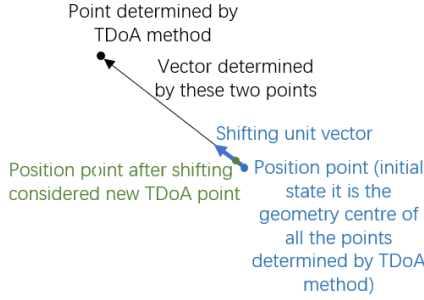 Point determined by
TDoA method
Vector determined
by these two points
Shifting unit vector
Position point after shifting
considered new TDoA point
Position point (initial
state it is the
geometry centre of
all the points
determined by TDoA
method)